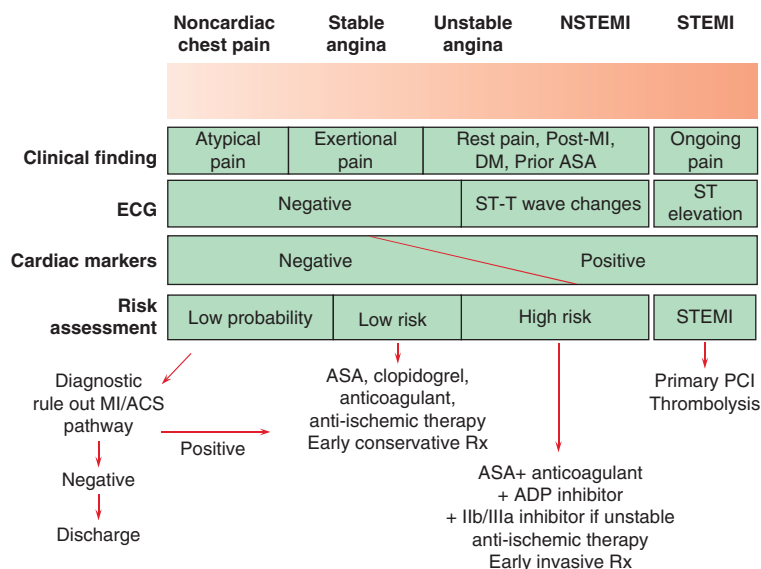 Noncardiac
chest pain
Stable
angina
Unstable
angina
NSTEMI
STEMI
Clinical finding
Atypical
pain
Exertional
pain
Rest pain, Post-MI,
DM, Prior ASA
Ongoing
pain
ECG
Negative
ST-T wave changes
ST
elevation
Cardiac markers
Negative
Positive
Risk
assessment
Low probability
Low risk
High risk
STEMI
Diagnostic
rule out MI/ACS
pathway
Positive
Negative
Discharge
ASA, clopidogrel,
anticoagulant,
anti-ischemic therapy
Early conservative Rx
ASA+ anticoagulant
+ ADP inhibitor
+ IIb/IIIa inhibitor if unstable
anti-ischemic therapy
Early invasive Rx
Primary PCI
Thrombolysis